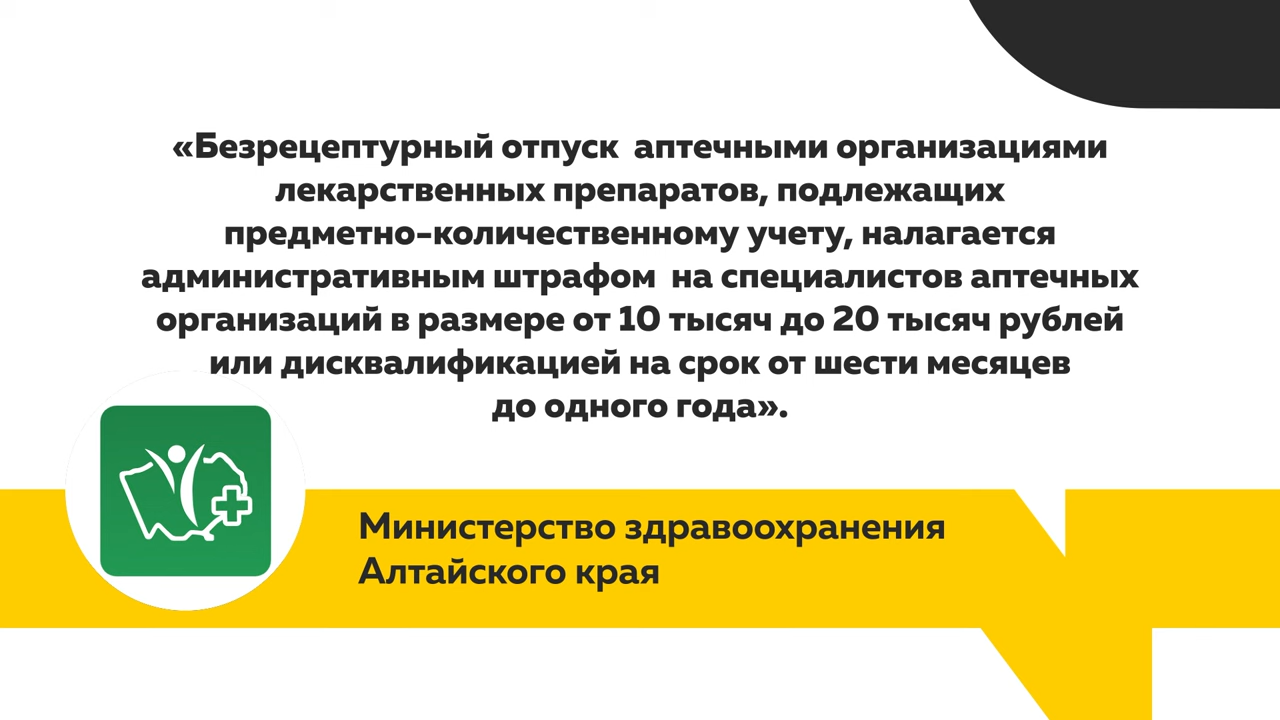 «Безрецептурный отпуск  аптечными организациями
лекарственных препаратов, подлежащих
предметно-количественному учету, налагается
административным штрафом  на специалистов аптечных
организаций в размере от 10 тысяч до 20 тысяч рублей
или дисквалификацией на срок от шести месяцев
до одного года».
Министерство здравоохранения
Алтайского края